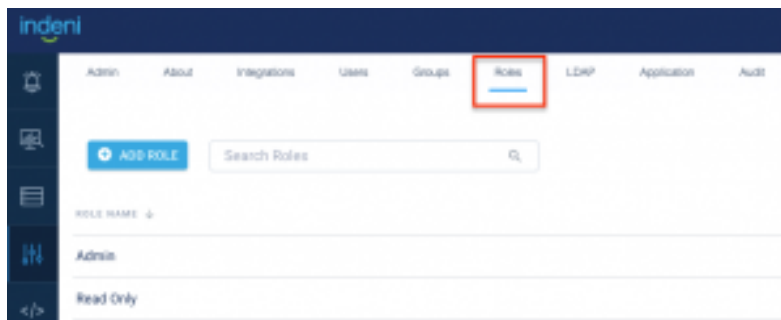 indeni
Admin About Integrations Users Groups Roles LDAP Application Audit
ADD ROLE Search Roles
ROLE NAME ↓
Admin
Read Only
</>